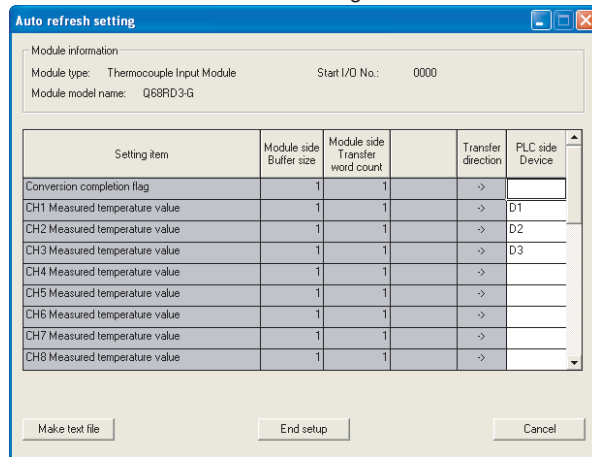 Auto refresh setting
Module information
Module type: Thermocouple Input Module Start I/O No.: 0000
Module model name: Q68RD3-G
Setting item Module side Buffer size Module side Transfer word count Transfer direction PLC side Device
Conversion completion flag 1 1 ->
CH1 Measured temperature value 1 1 -> D1
CH2 Measured temperature value 1 1 -> D2
CH3 Measured temperature value 1 1 -> D3
CH4 Measured temperature value 1 1 ->
CH5 Measured temperature value 1 1 ->
CH6 Measured temperature value 1 1 ->
CH7 Measured temperature value 1 1 ->
CH8 Measured temperature value 1 1 ->
Make text file End setup Cancel